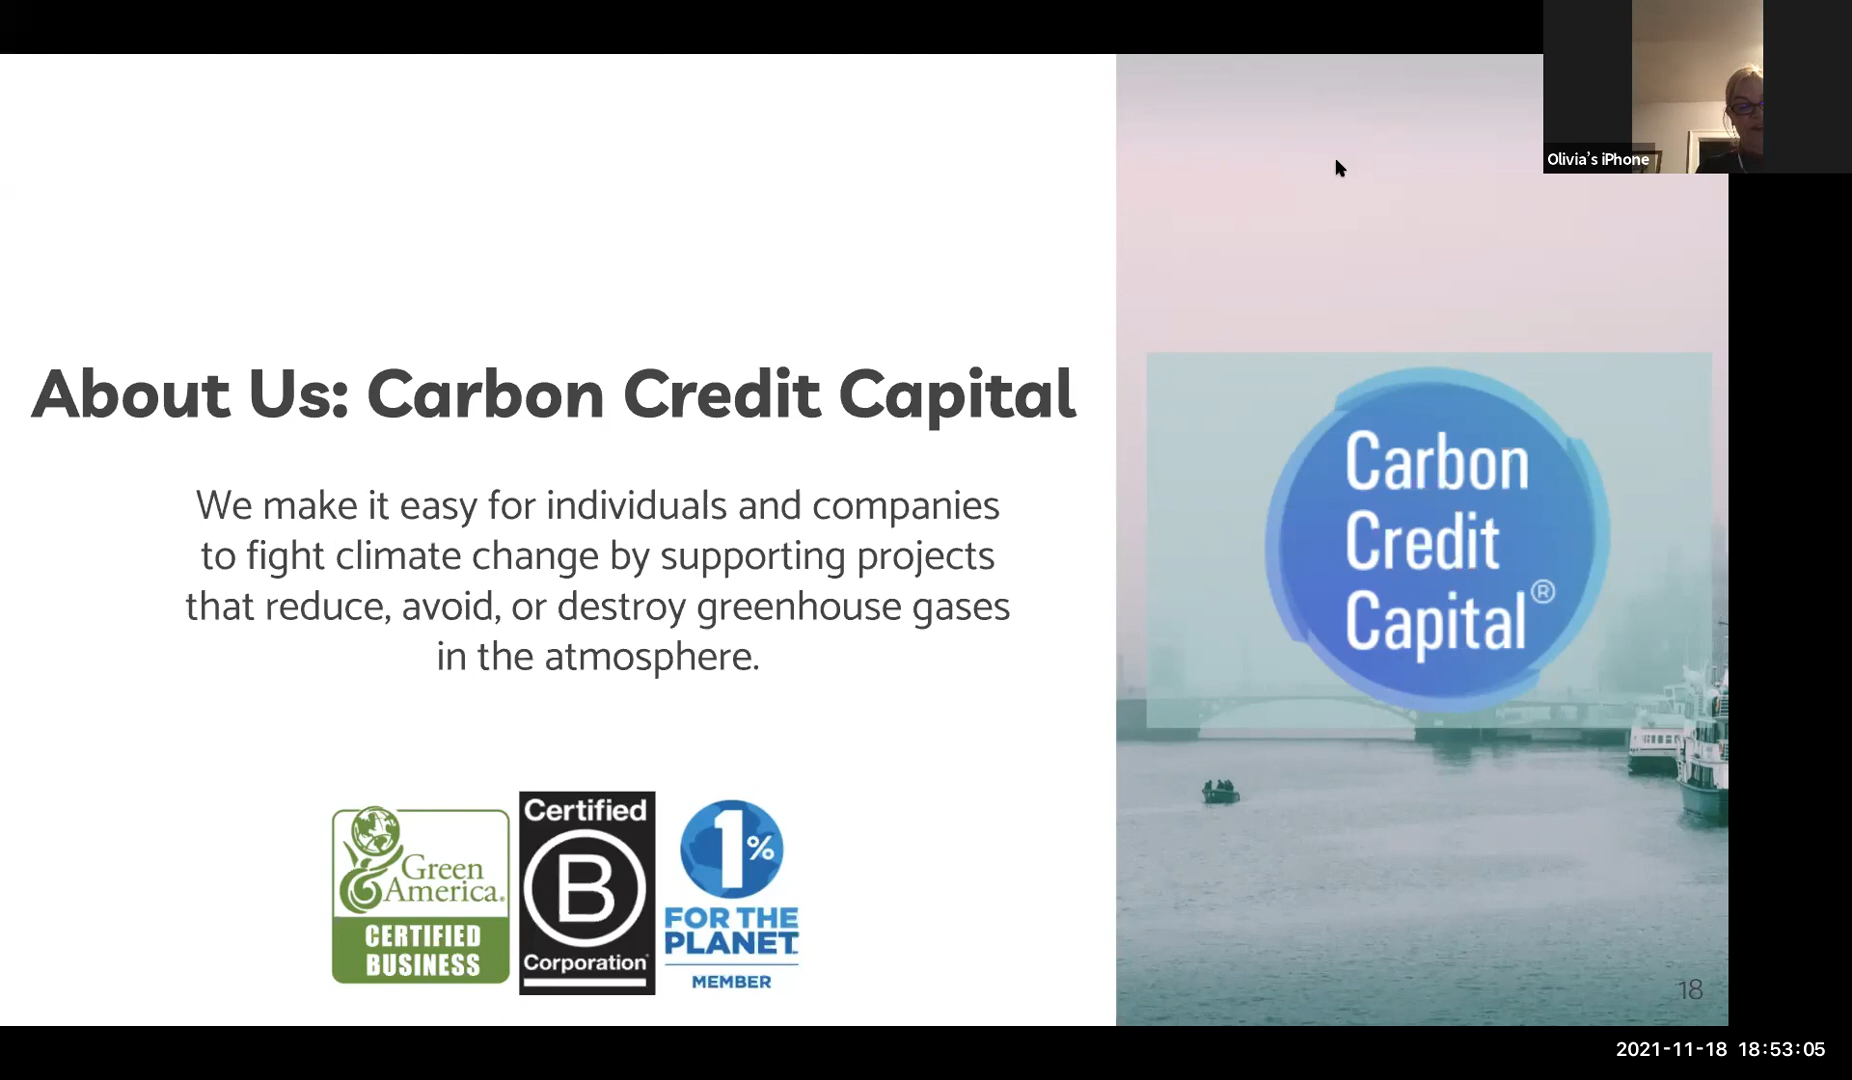 Olivia's iPhone
About Us: Carbon Credit Capital
We make it easy for individuals and companies
to fight climate change by supporting projects
that reduce, avoid, or destroy greenhouse gases
in the atmosphere.
Green
America®
CERTIFIED
BUSINESS
Certified
B
Corporation
1%
FOR THE
PLANET
MEMBER
Carbon
Credit
Capital®
18
2021-11-18 18:53:05